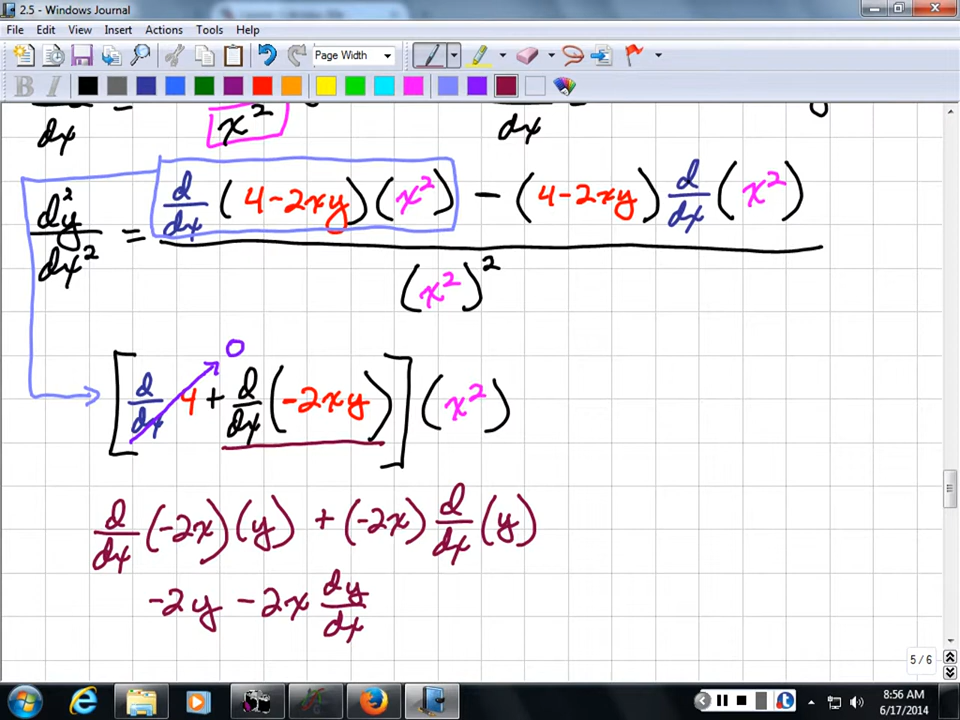 2.5 - Windows Journal
File Edit View Insert Actions Tools Help
Page Width
B I
dx = x² dx =
d²y/dx² = (d/dx (4-2xy)(x²) - (4-2xy) d/dx (x²)) / (x²)²
0
[d/dx 4 + d/dx (-2xy)] (x²)
d/dx (-2x)(y) + (-2x) d/dx (y)
-2y - 2x dy/dx
5 / 6
8:56 AM
6/17/2014